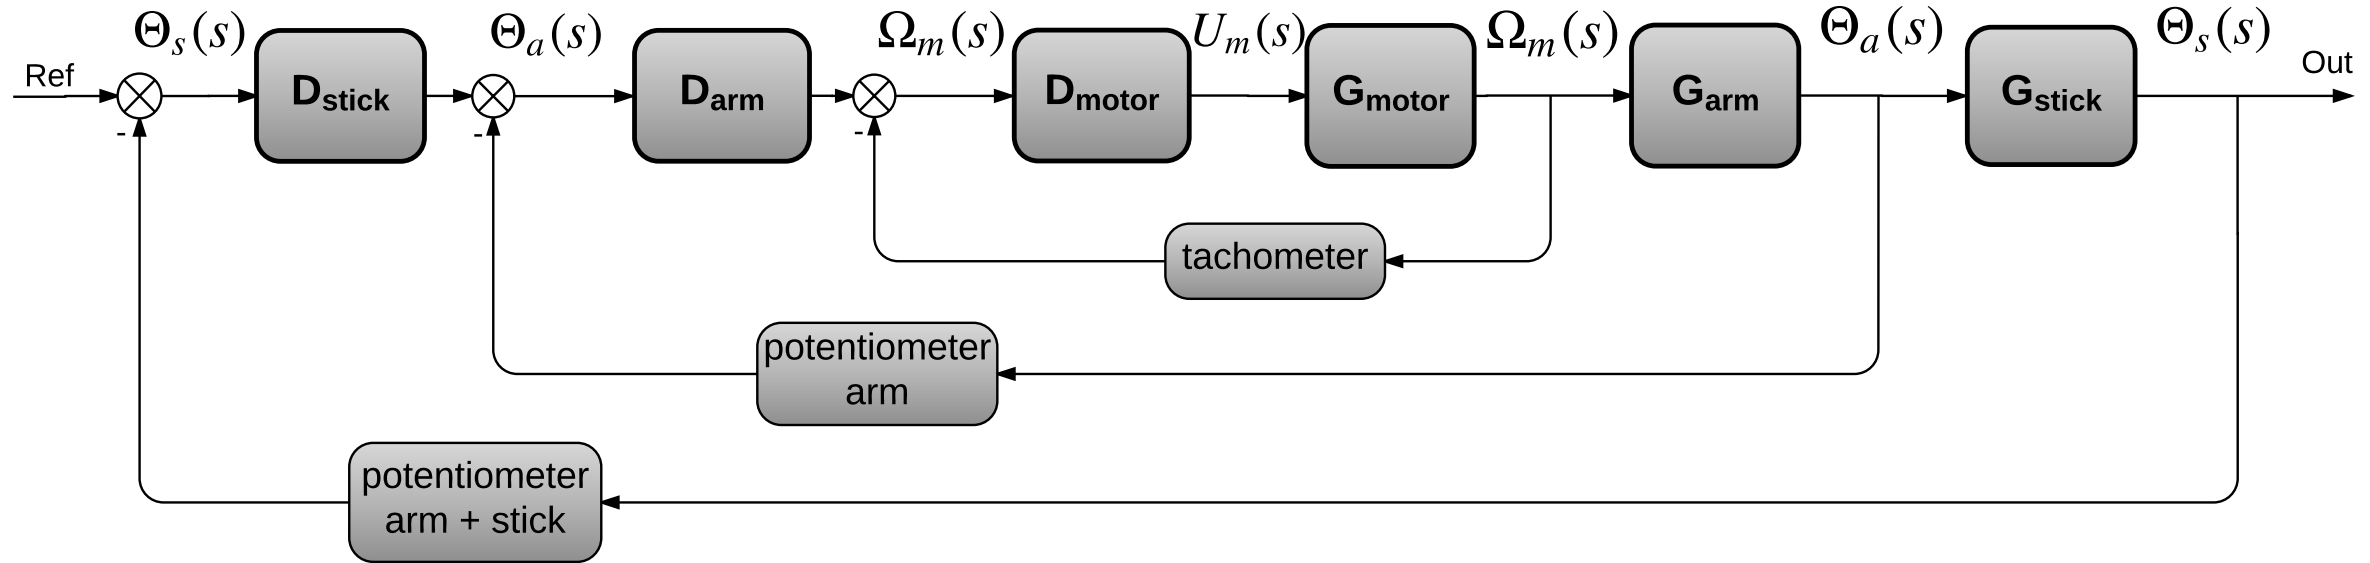 Θs(s) Θa(s) Ωm(s) Um(s) Ωm(s) Θa(s) Θs(s)
Ref Dstick Darm Dmotor Gmotor Garm Gstick Out
- - -
tachometer
potentiometer
arm
potentiometer
arm + stick